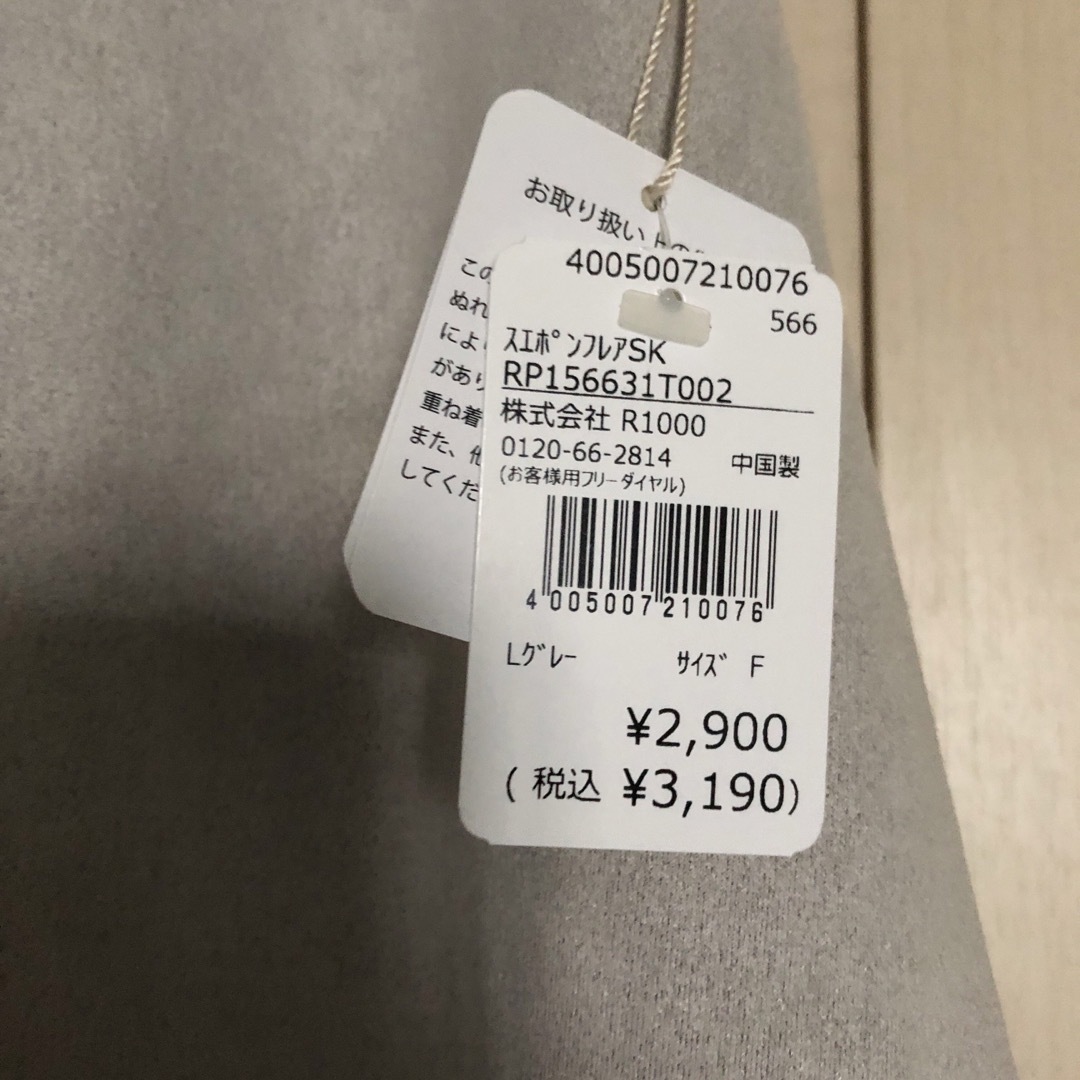 お取り扱い上の
この
ぬれ
によ
があり
重ね着
また、他
してくだ
4005007210076
566
ｽｴﾎﾟﾝﾌﾚｱSK
RP156631T002
株式会社 R1000
0120-66-2814 中国製
(お客様用フリーダイヤル)
4 005007 210076
Lｸﾞﾚｰ ｻｲｽﾞ F
¥2,900
( 税込 ¥3,190)